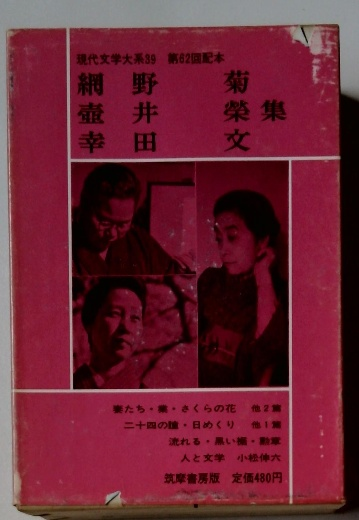 現代文学大系39 第62回配本
網野 菊
壺井 榮 集
幸田 文
妻たち・業・さくらの花 他2篇
二十四の瞳・日めくり 他1篇
流れる・黒い裾・勲章
人と文学 小松伸六
筑摩書房版 定価480円